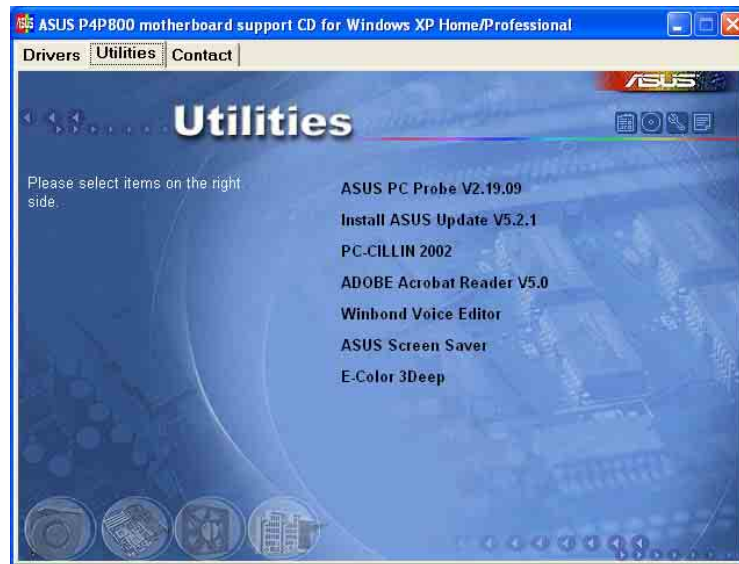 ASUS P4P800 motherboard support CD for Windows XP Home/Professional
Drivers Utilities Contact
ASUS
Utilities
Please select items on the right
side.
ASUS PC Probe V2.19.09
Install ASUS Update V5.2.1
PC-CILLIN 2002
ADOBE Acrobat Reader V5.0
Winbond Voice Editor
ASUS Screen Saver
E-Color 3Deep